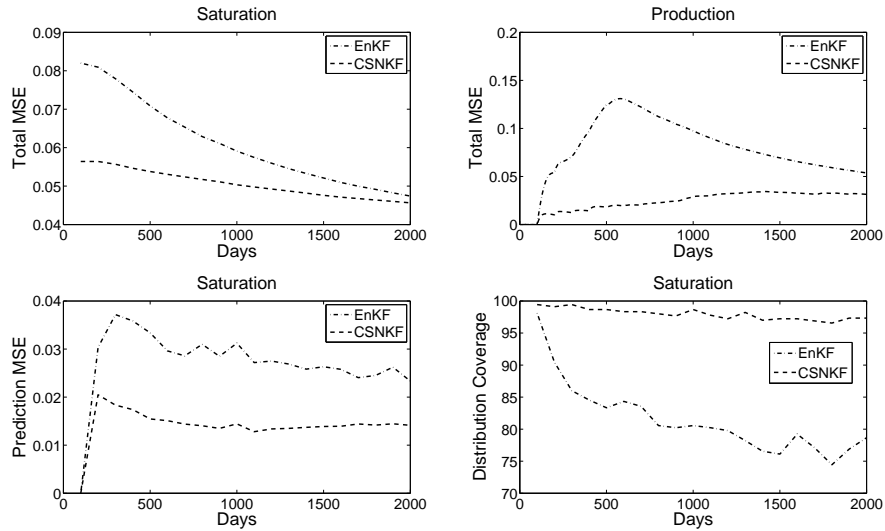 Saturation
Total MSE
0.09
0.08
0.07
0.06
0.05
0.04
0
500
1000
1500
2000
Days
EnKF
CSNKF
Production
Total MSE
0.2
0.15
0.1
0.05
0
0
500
1000
1500
2000
Days
EnKF
CSNKF
Saturation
Prediction MSE
0.04
0.03
0.02
0.01
0
0
500
1000
1500
2000
Days
EnKF
CSNKF
Saturation
Distribution Coverage
100
95
90
85
80
75
70
0
500
1000
1500
2000
Days
EnKF
CSNKF